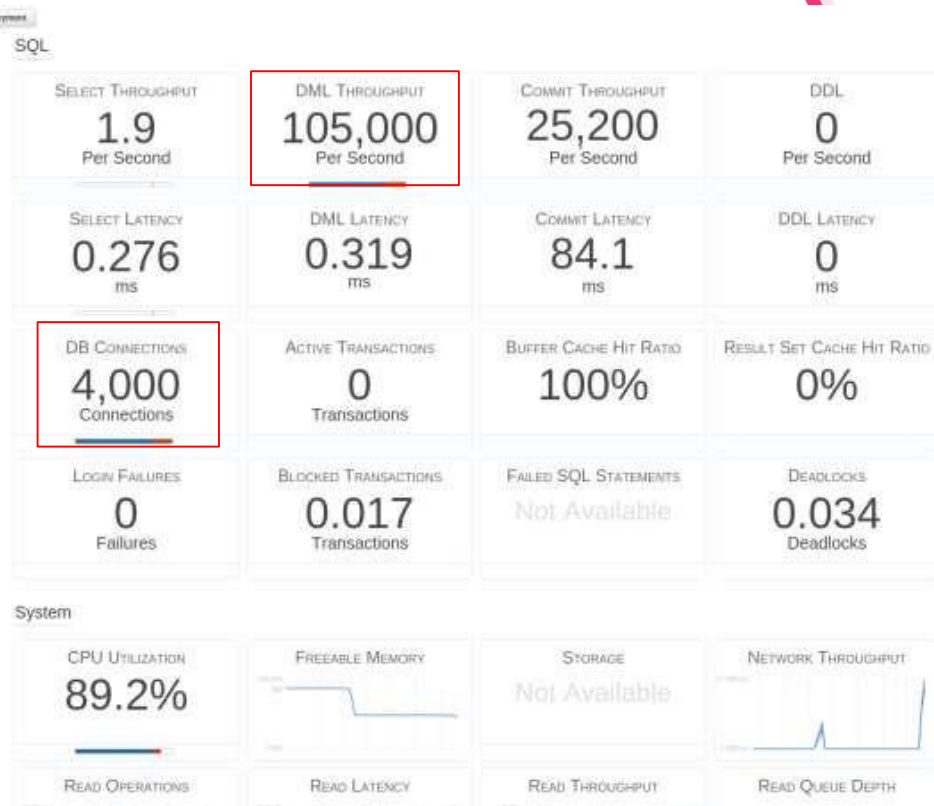 SQL
SELECT THROUGHPUT
1.9
Per Second
DML THROUGHPUT
105,000
Per Second
COMMIT THROUGHPUT
25,200
Per Second
DDL
0
Per Second
SELECT LATENCY
0.276
ms
DML LATENCY
0.319
ms
COMMIT LATENCY
84.1
ms
DDL LATENCY
0
ms
DB CONNECTIONS
4,000
Connections
ACTIVE TRANSACTIONS
0
Transactions
BUFFER CACHE HIT RATIO
100%
RESULT SET CACHE HIT RATIO
0%
LOGIN FAILURES
0
Failures
BLOCKED TRANSACTIONS
0.017
Transactions
FAILED SQL STATEMENTS
Not Available
DEADLOCKS
0.034
Deadlocks
System
CPU UTILIZATION
89.2%
FREEABLE MEMORY
STORAGE
Not Available
NETWORK THROUGHPUT
READ OPERATIONS
READ LATENCY
READ THROUGHPUT
READ QUEUE DEPTH